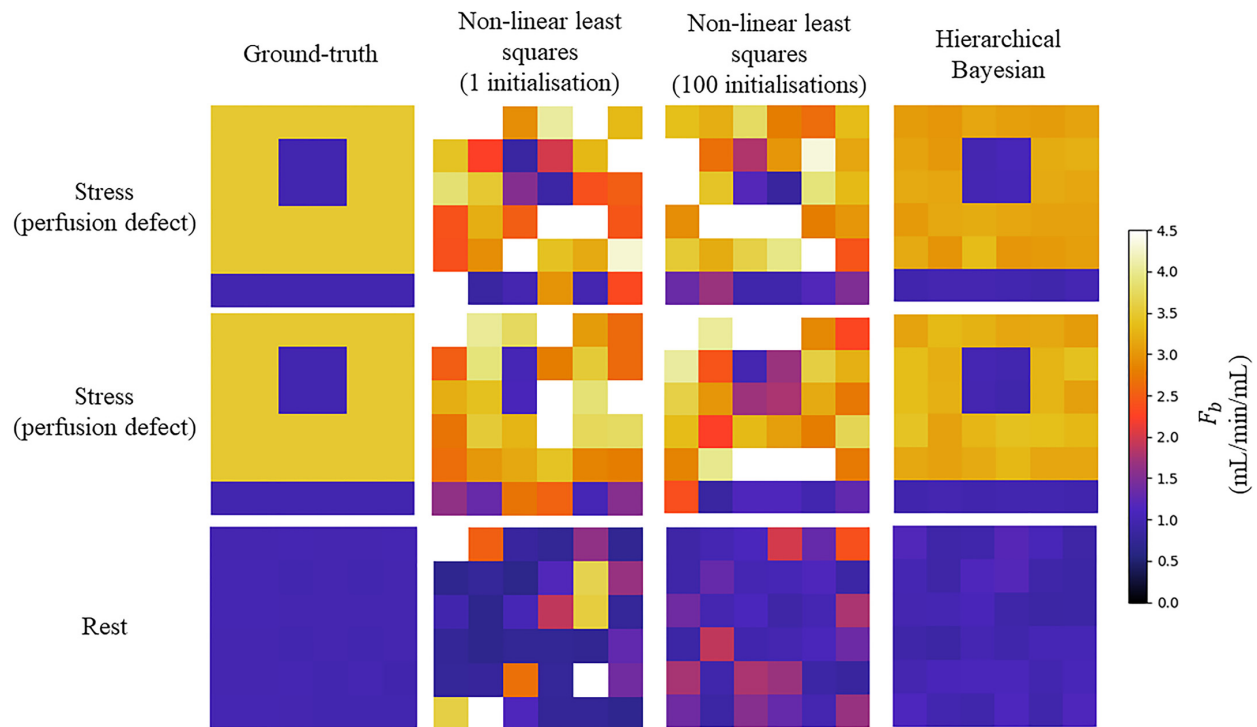 Ground-truth
Non-linear least
squares
(1 initialisation)
Non-linear least
squares
(100 initialisations)
Hierarchical
Bayesian
Stress
(perfusion defect)
Stress
(perfusion defect)
Rest
4.5
4.0
3.5
3.0
2.5
2.0
1.5
1.0
0.5
0.0
F_b
(mL/min/mL)